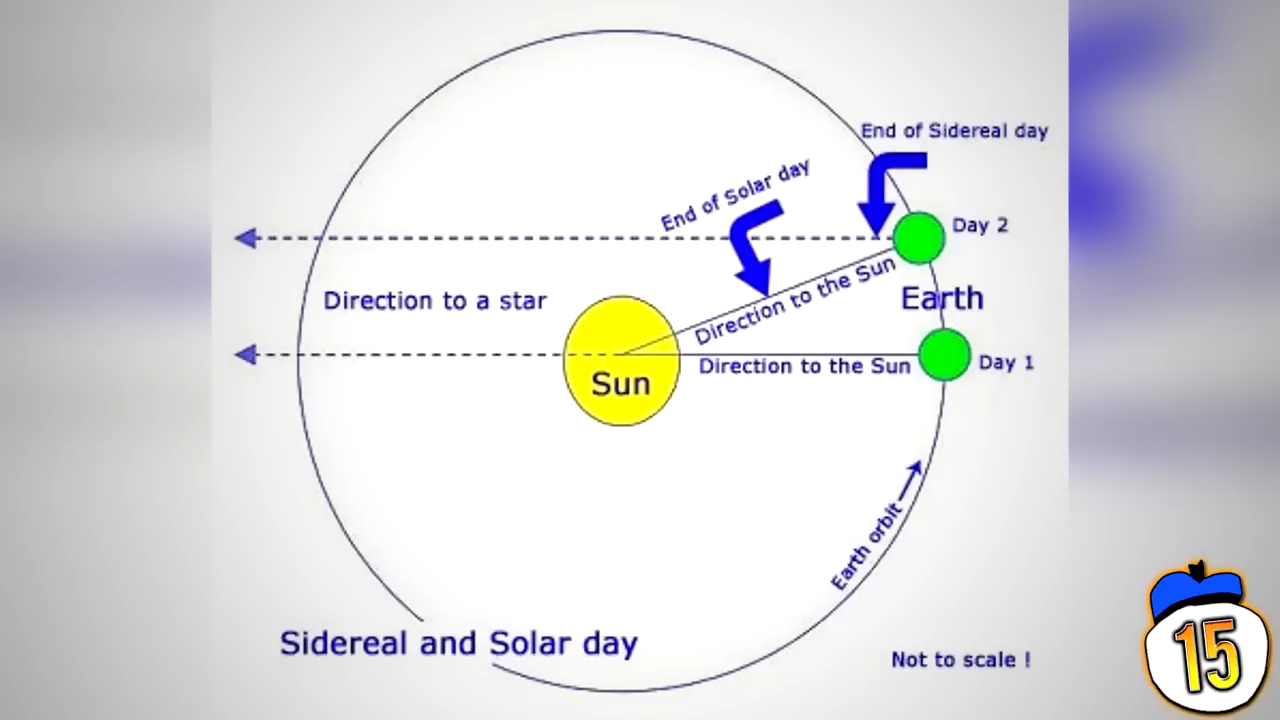 End of Sidereal day
End of Solar day
Day 2
Direction to the Sun
Earth
Direction to a star
Direction to the Sun
Day 1
Sun
Earth orbit
Sidereal and Solar day
Not to scale !
15